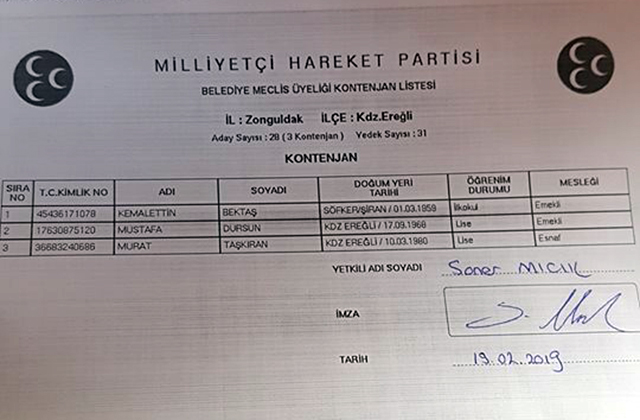 MİLLİYETÇİ HAREKET PARTİSİ
BELEDİYE MECLİS ÜYELİĞİ KONTENJAN LİSTESİ
İL : Zonguldak İLÇE : Kdz.Ereğli
Aday Sayısı : 28 ( 3 Kontenjan ) Yedek Sayısı : 31
KONTENJAN
SIRA NO T.C.KİMLİK NO ADI SOYADI DOĞUM YERİ TARİHİ ÖĞRENİM DURUMU MESLEĞİ
1 45436171078 KEMALETTİN BEKTAŞ SÖFKER/ŞİRAN / 01.03.1959 İlkokul Emekli
2 17630875120 MUSTAFA DURSUN KDZ EREĞLİ / 17.09.1968 Lise Emekli
3 36683240686 MURAT TAŞKIRAN KDZ EREĞLİ / 10.03.1980 Lise Esnaf
YETKİLİ ADI SOYADI Soner MICIK
İMZA
TARİH 19.02.2019